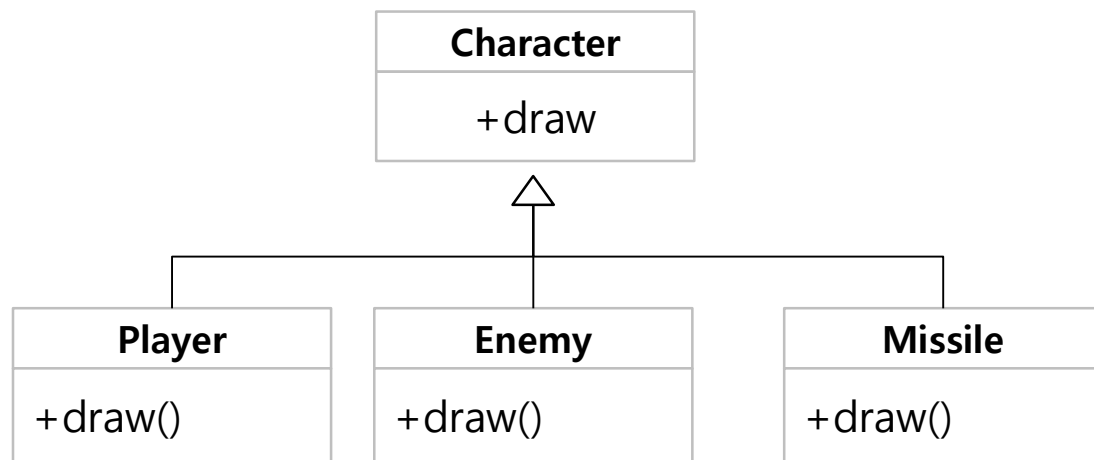 Character
+draw
Player
+draw()
Enemy
+draw()
Missile
+draw()